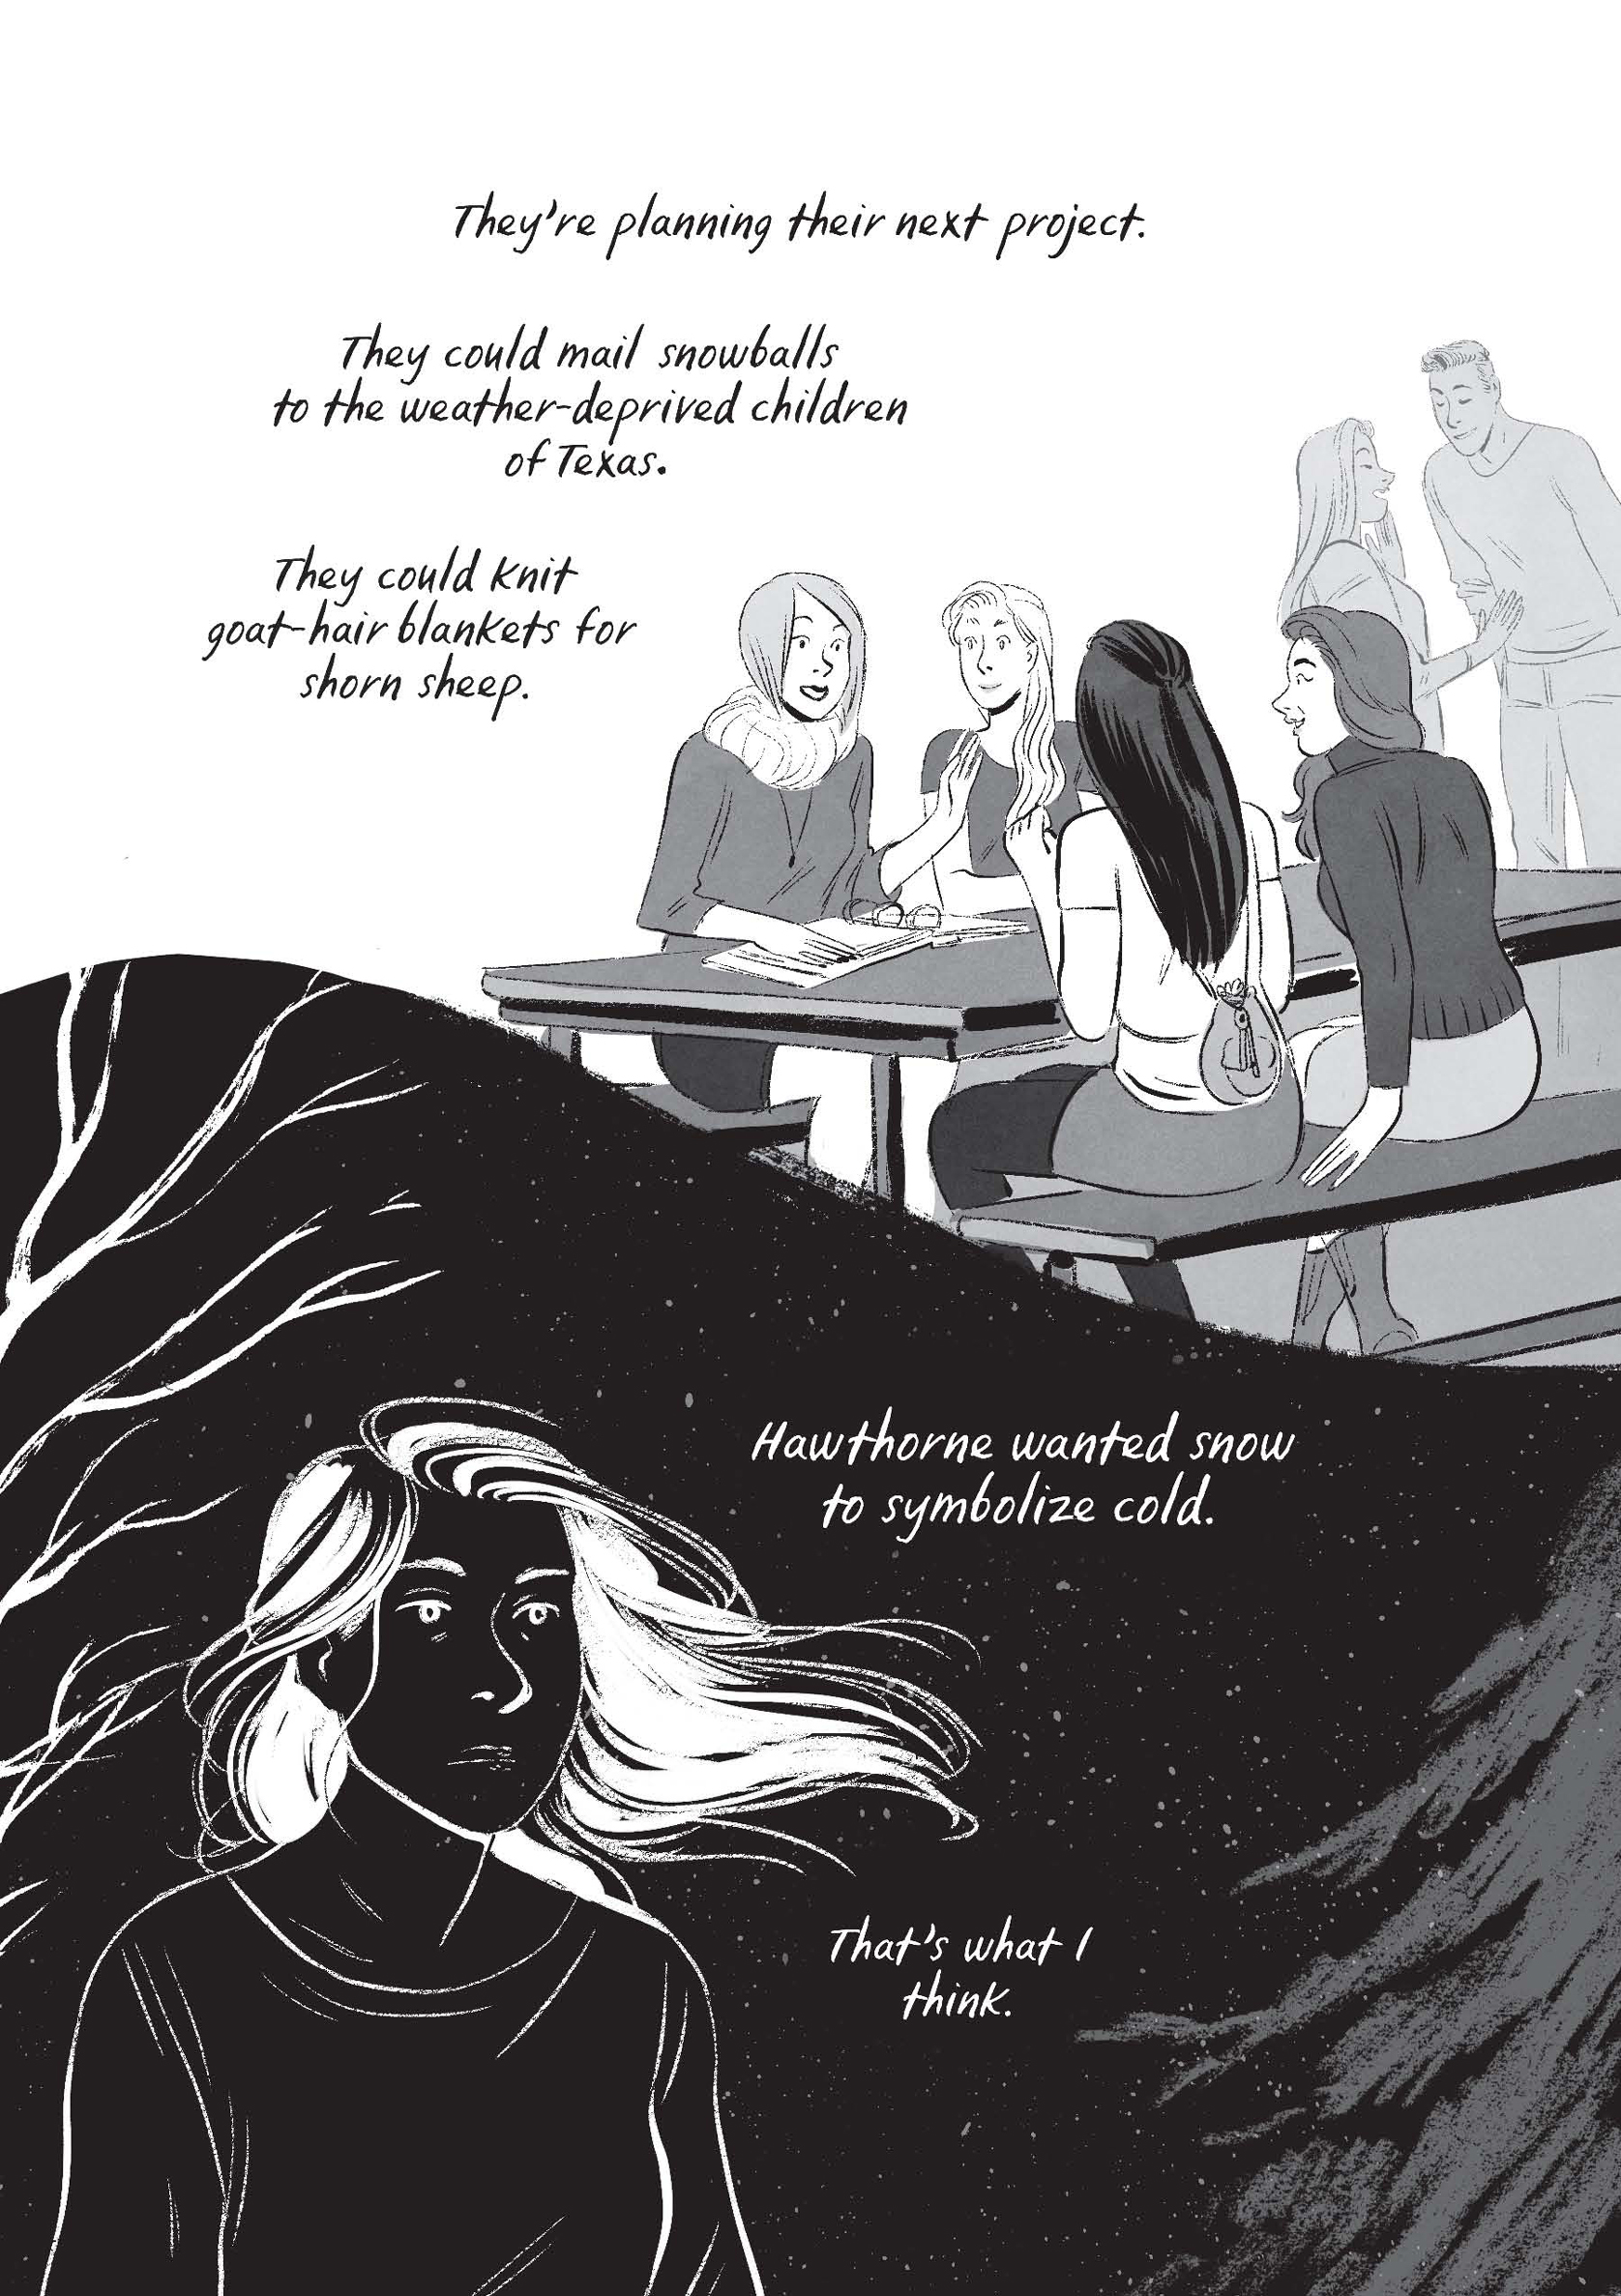 They're planning their next project.
They could mail snowballs
to the weather-deprived children
of Texas.
They could knit
goat-hair blankets for
shorn sheep.
Hawthorne wanted snow
to symbolize cold.
That's what I
think.